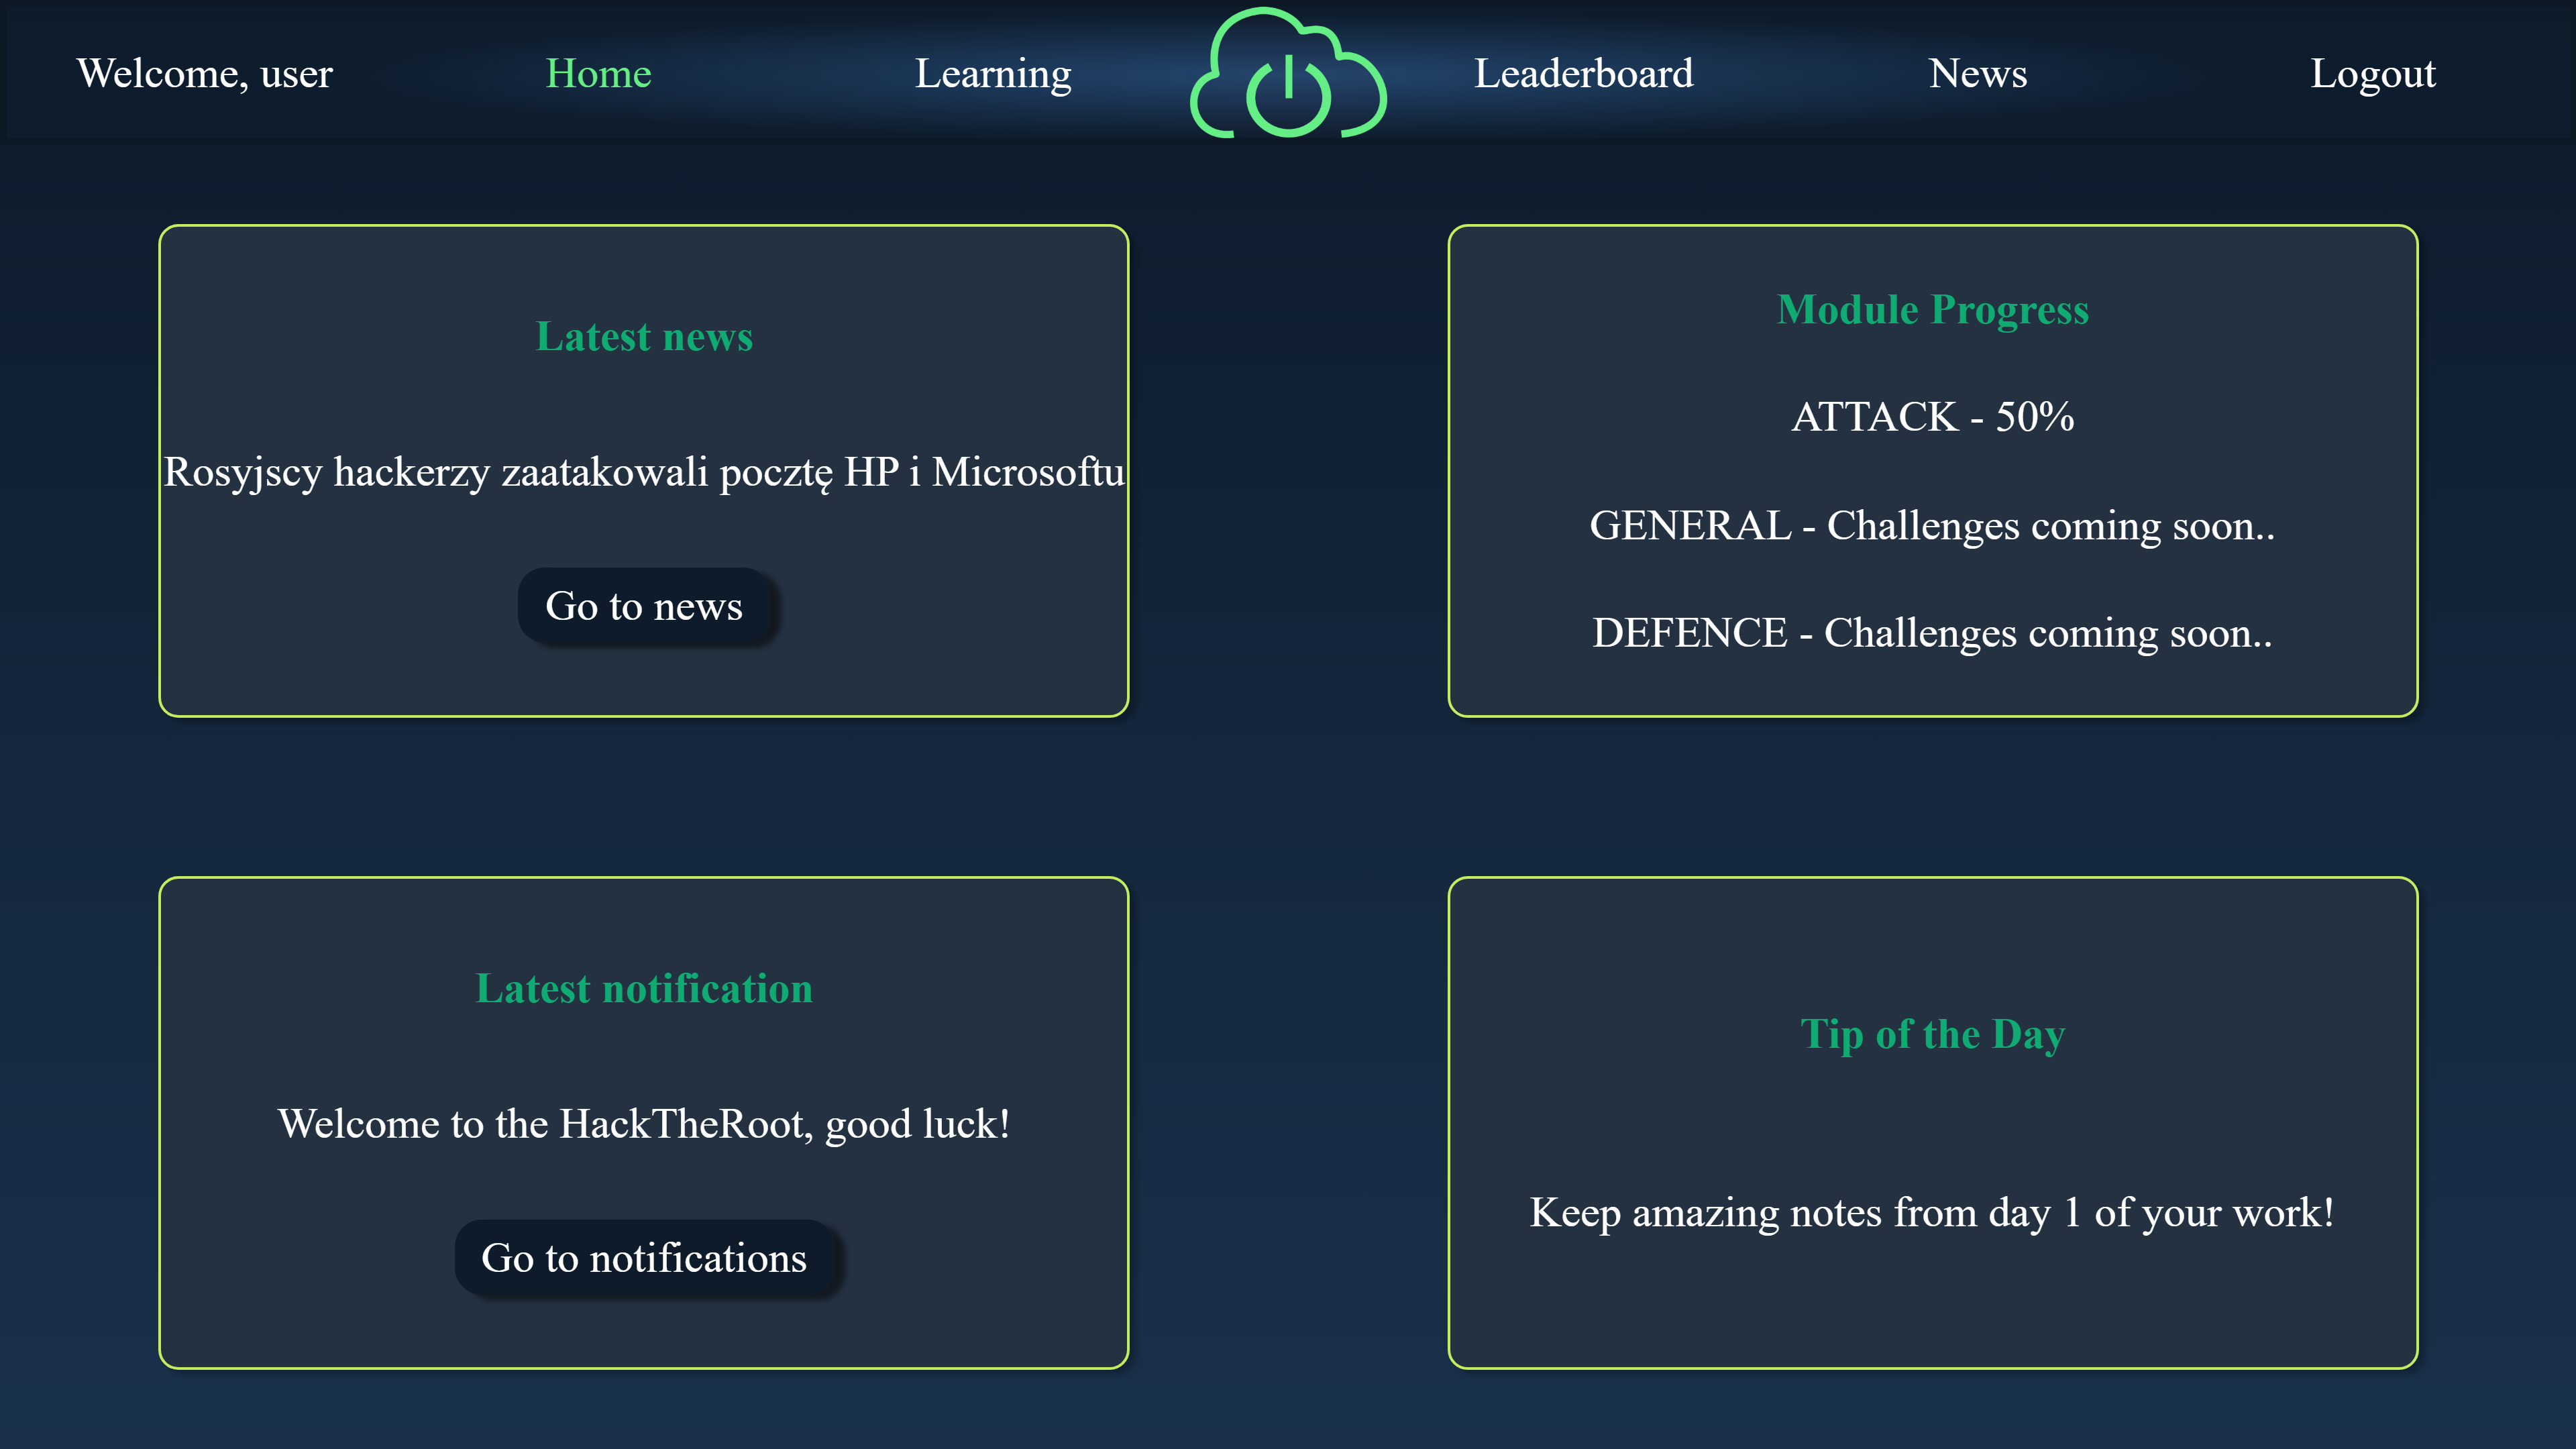 Welcome, user
Home
Learning
Leaderboard
News
Logout
Latest news
Rosyjscy hackerzy zaatakowali pocztę HP i Microsoftu
Go to news
Module Progress
ATTACK - 50%
GENERAL - Challenges coming soon..
DEFENCE - Challenges coming soon..
Latest notification
Welcome to the HackTheRoot, good luck!
Go to notifications
Tip of the Day
Keep amazing notes from day 1 of your work!